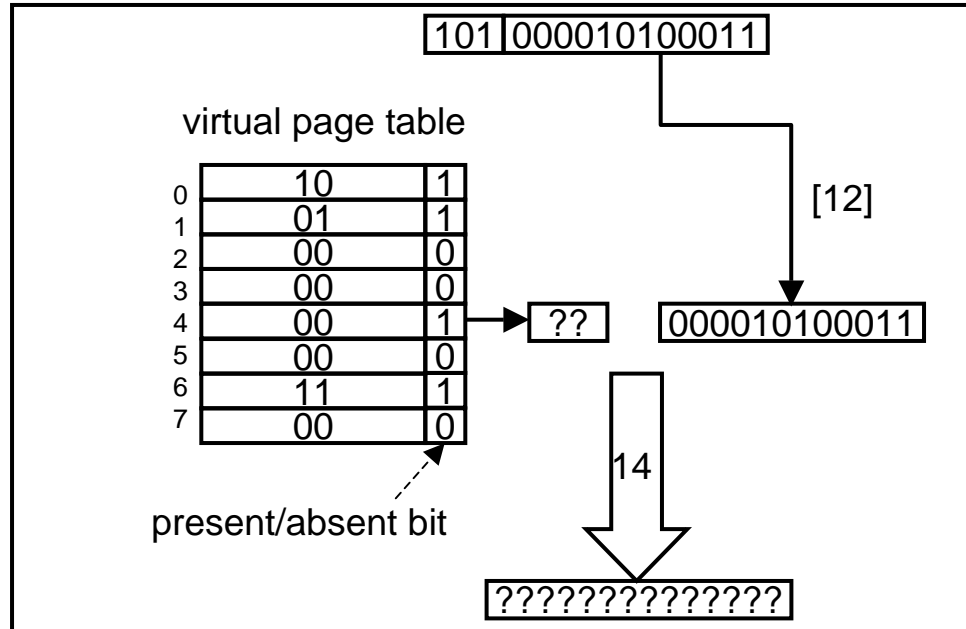 101 000010100011
virtual page table
0 10 1
1 01 1
2 00 0
3 00 0
4 00 1
5 00 0
6 11 1
7 00 0
[12]
?? 000010100011
14
present/absent bit
??????????????